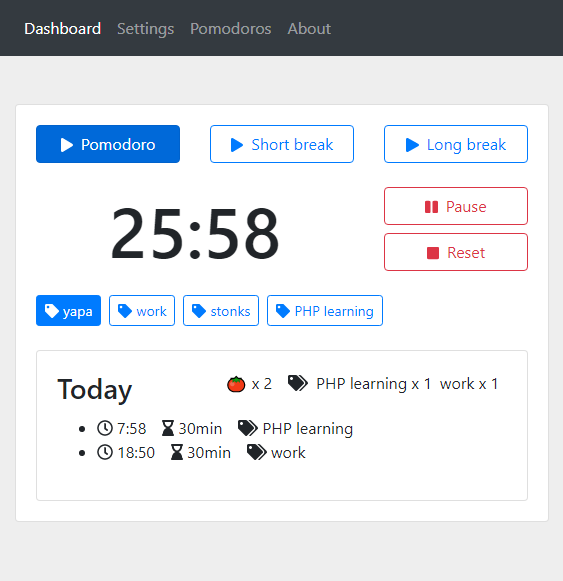 Dashboard Settings Pomodoros About
Pomodoro Short break Long break
25:58
Pause
Reset
yapa work stonks PHP learning
Today x 2 PHP learning x 1 work x 1
7:58 30min PHP learning
18:50 30min work